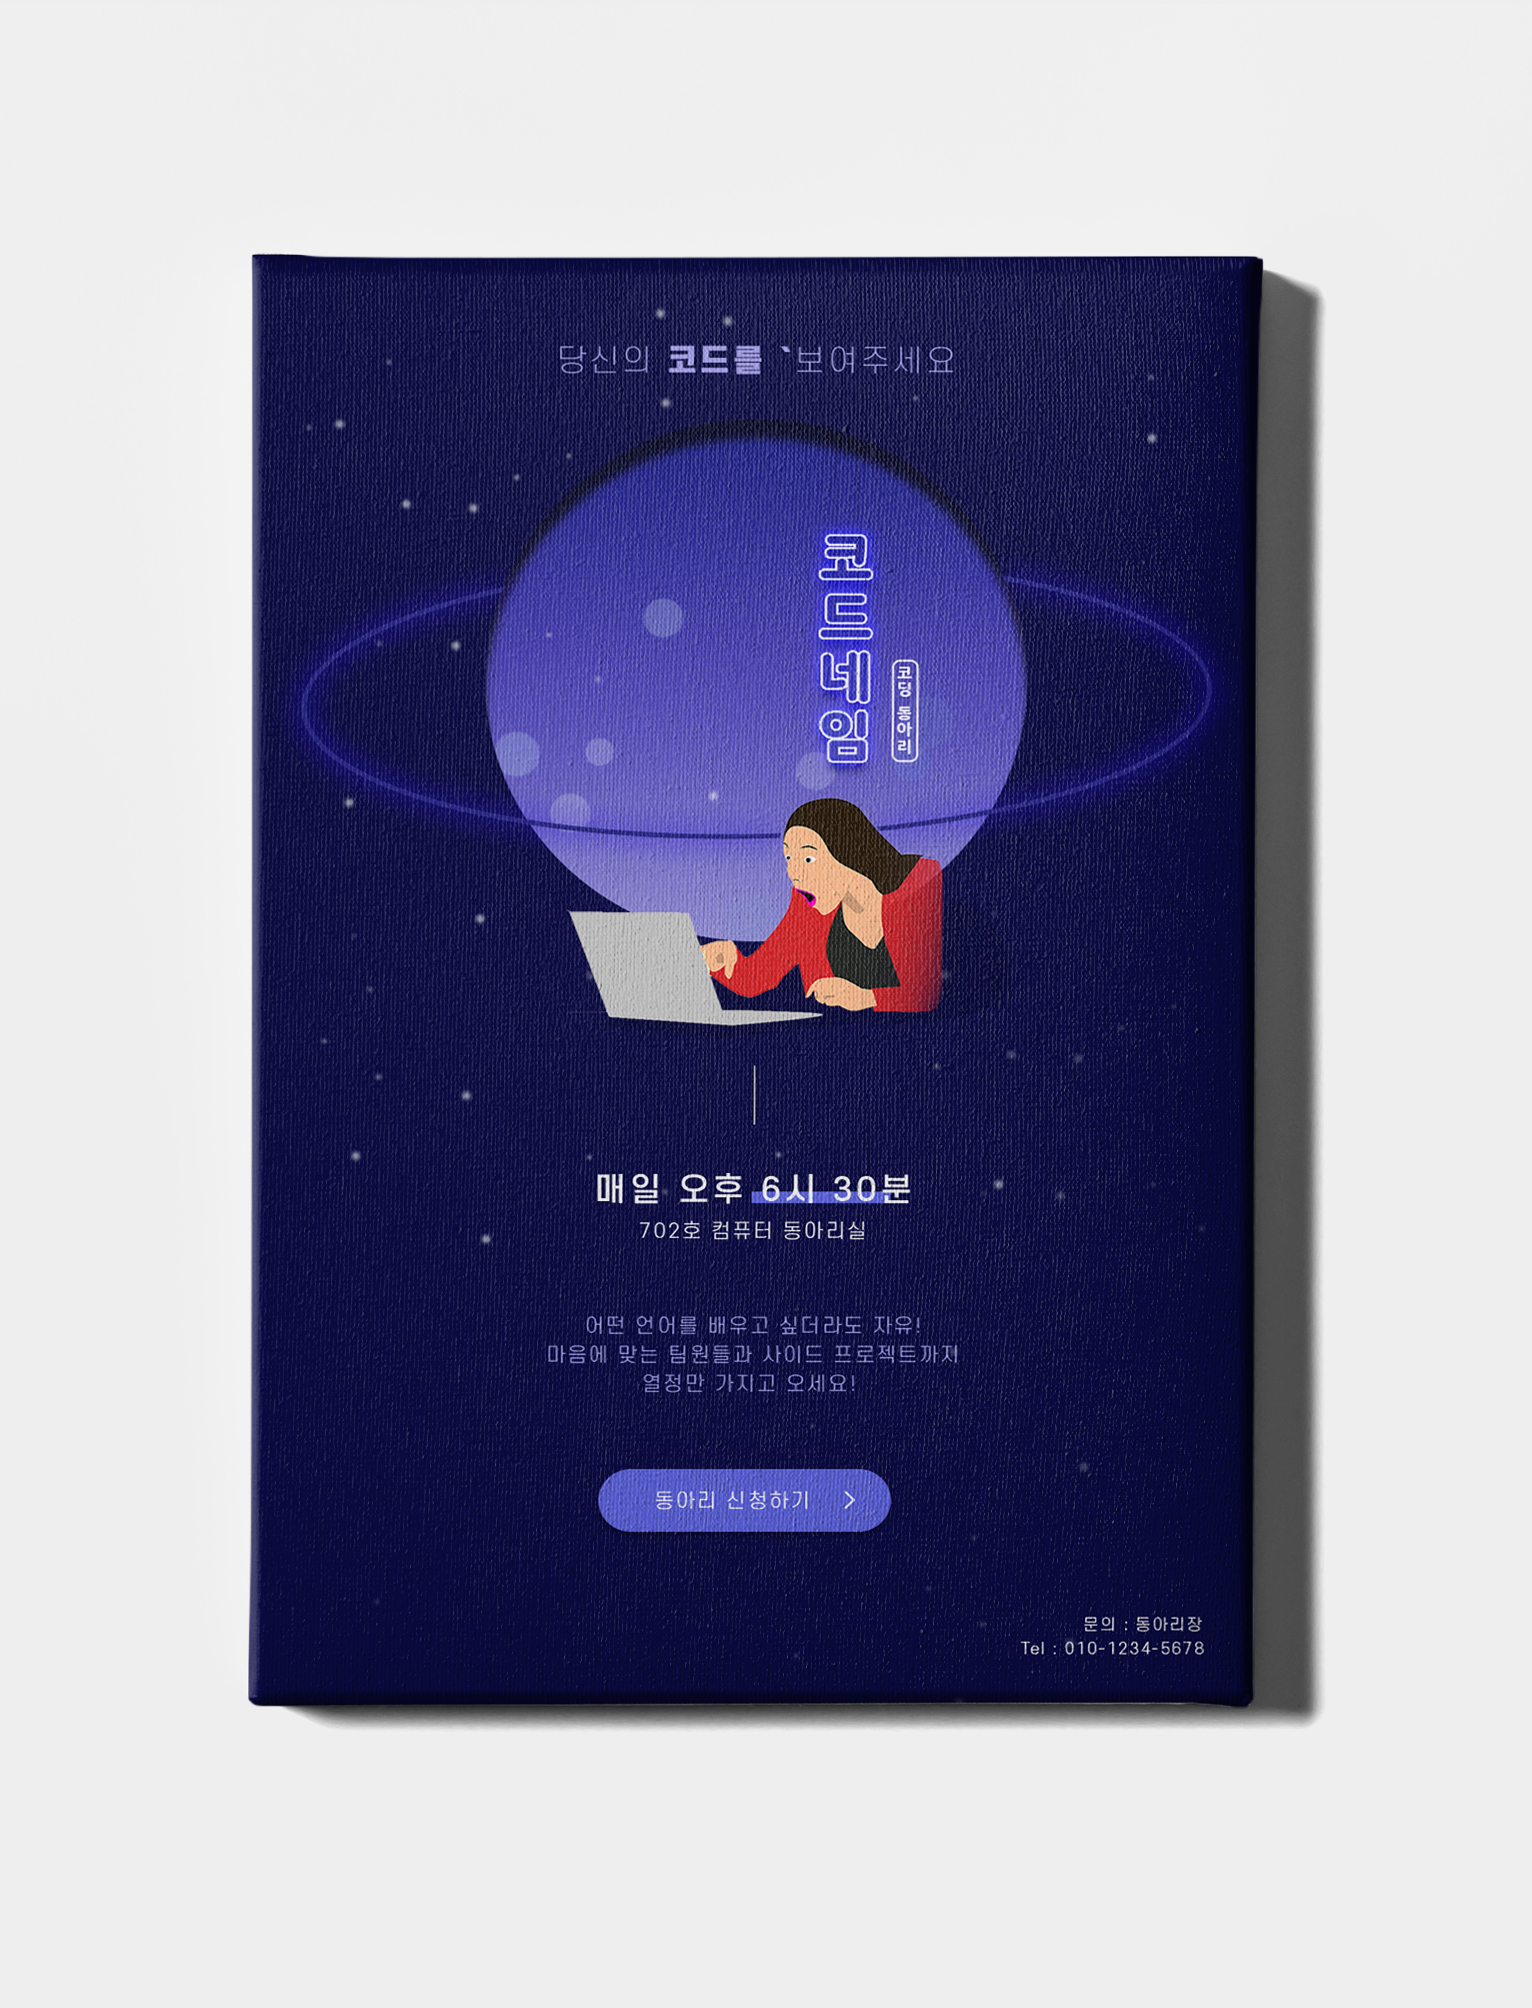 당신의 코드를 `보여주세요
코드네임
코딩 동아리
매일 오후 6시 30분
702호 컴퓨터 동아리실
어떤 언어를 배우고 싶더라도 자유!
마음에 맞는 팀원들과 사이드 프로젝트까지
열정만 가지고 오세요!
동아리 신청하기 >
문의 : 동아리장
Tel : 010-1234-5678